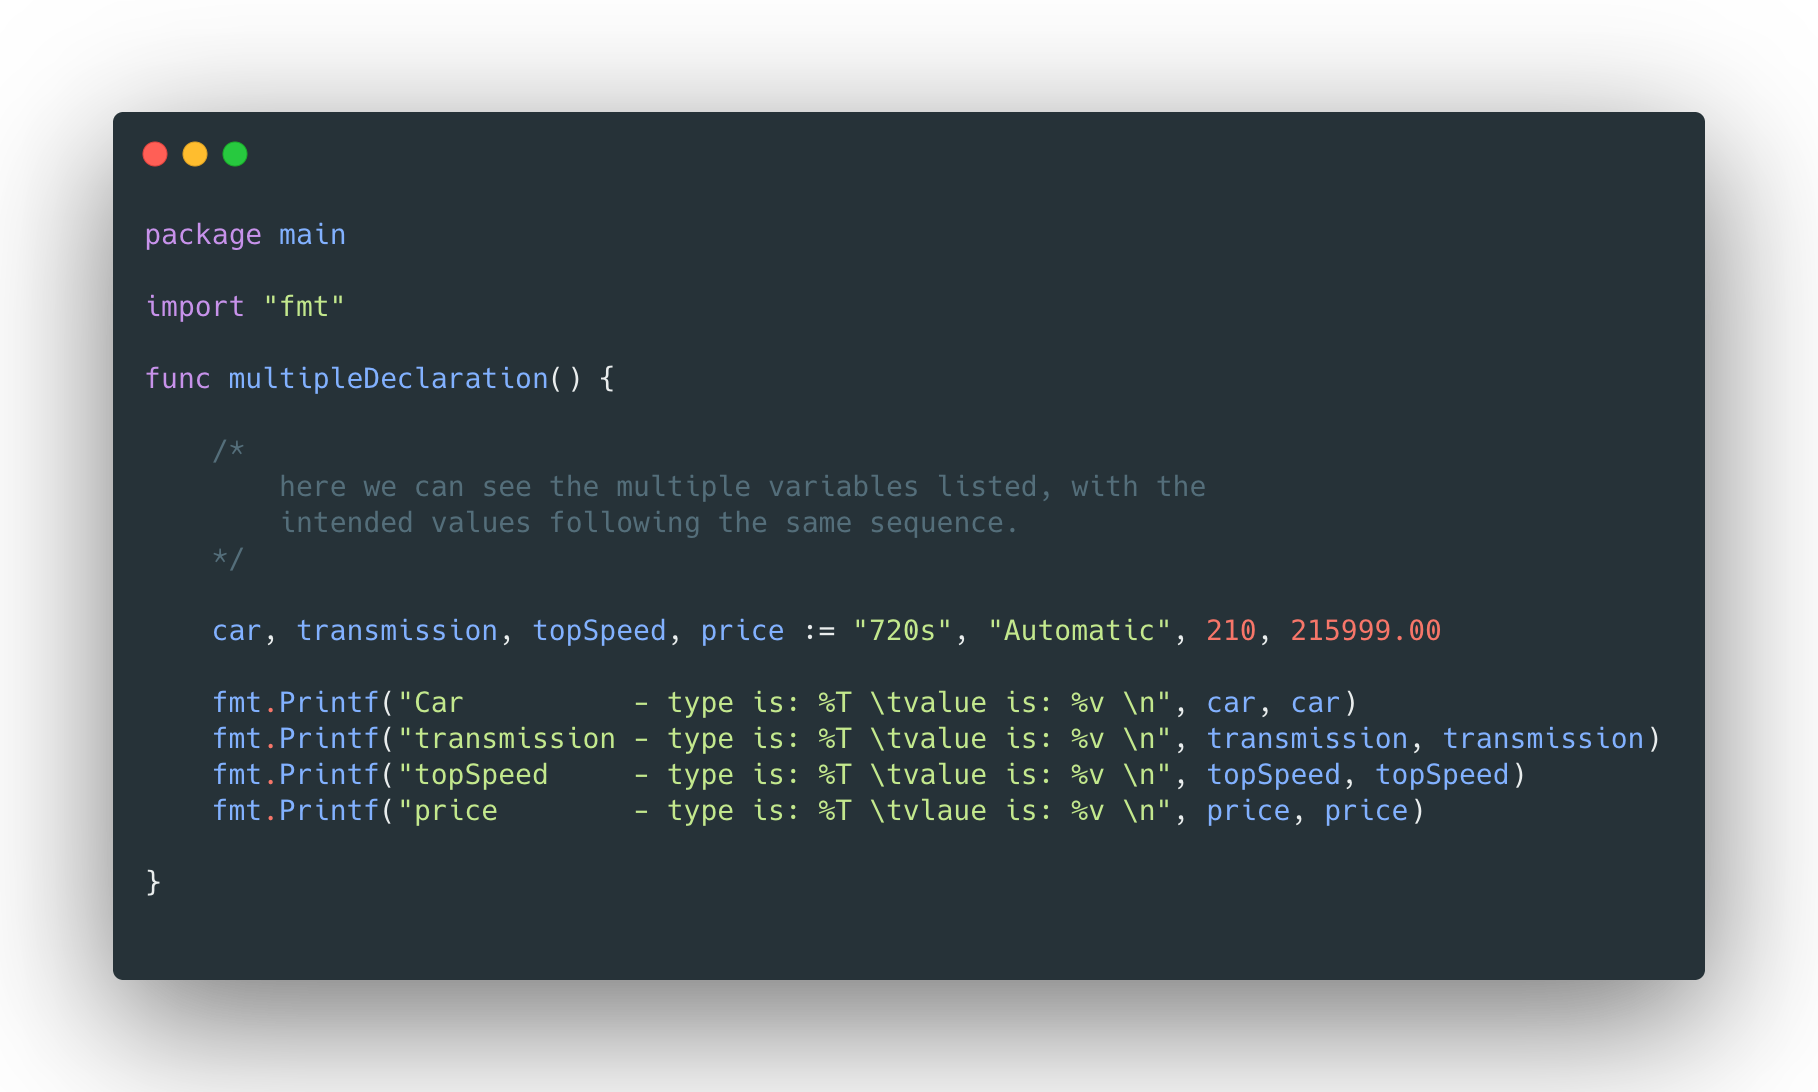 package main
import "fmt"
func multipleDeclaration() {
/*
here we can see the multiple variables listed, with the
intended values following the same sequence.
*/
car, transmission, topSpeed, price := "720s", "Automatic", 210, 215999.00
fmt.Printf("Car          - type is: %T \tvalue is: %v \n", car, car)
fmt.Printf("transmission - type is: %T \tvalue is: %v \n", transmission, transmission)
fmt.Printf("topSpeed     - type is: %T \tvalue is: %v \n", topSpeed, topSpeed)
fmt.Printf("price        - type is: %T \tvlaue is: %v \n", price, price)
}